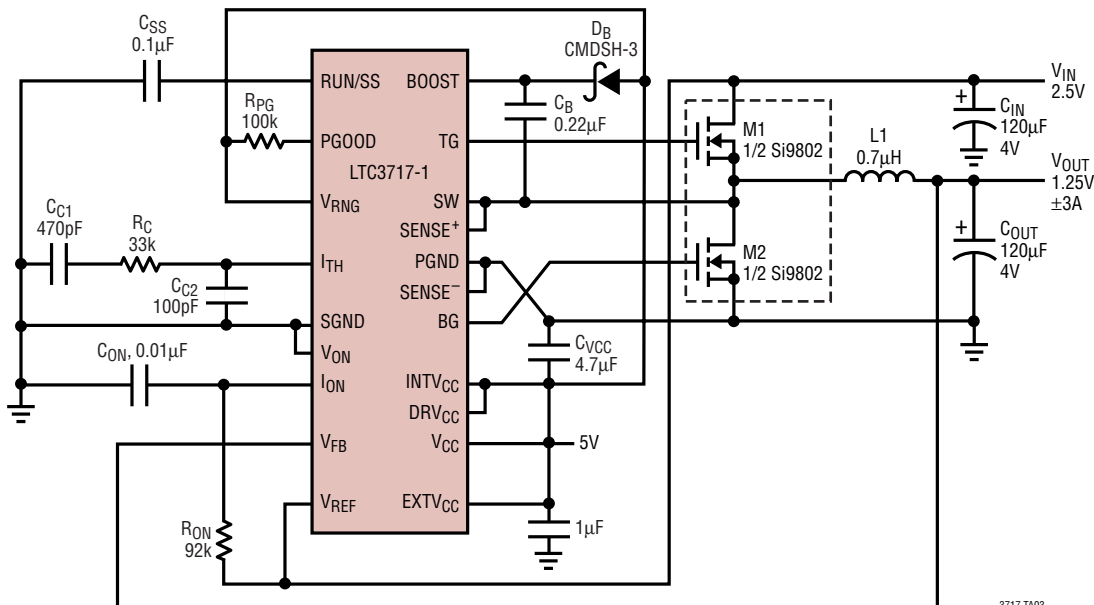 CSS
0.1µF
DB
CMDSH-3
RUN/SS
BOOST
VIN
2.5V
RPG
100k
CB
0.22µF
+
CIN
120µF
4V
M1
1/2 Si9802
L1
0.7µH
PGOOD
TG
LTC3717-1
VOUT
1.25V
±3A
VRNG
SW
SENSE+
CC1
470pF
RC
33k
+
COUT
120µF
4V
M2
1/2 Si9802
ITH
PGND
SENSE–
CC2
100pF
SGND
BG
VON
CVCC
4.7µF
CON, 0.01µF
ION
INTVCC
DRVCC
VFB
VCC
5V
VREF
EXTVCC
RON
92k
1µF